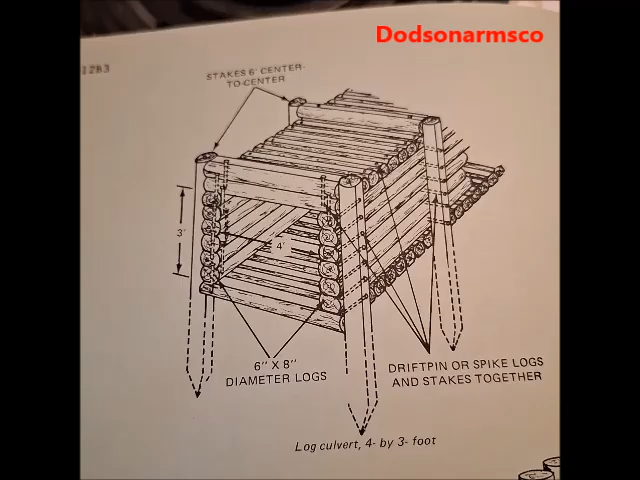 Dodsonarmsco
1283
STAKES 6' CENTER-
TO-CENTER
3'
4'
6" X 8"
DIAMETER LOGS
DRIFTPIN OR SPIKE LOGS
AND STAKES TOGETHER
Log culvert, 4- by 3- foot